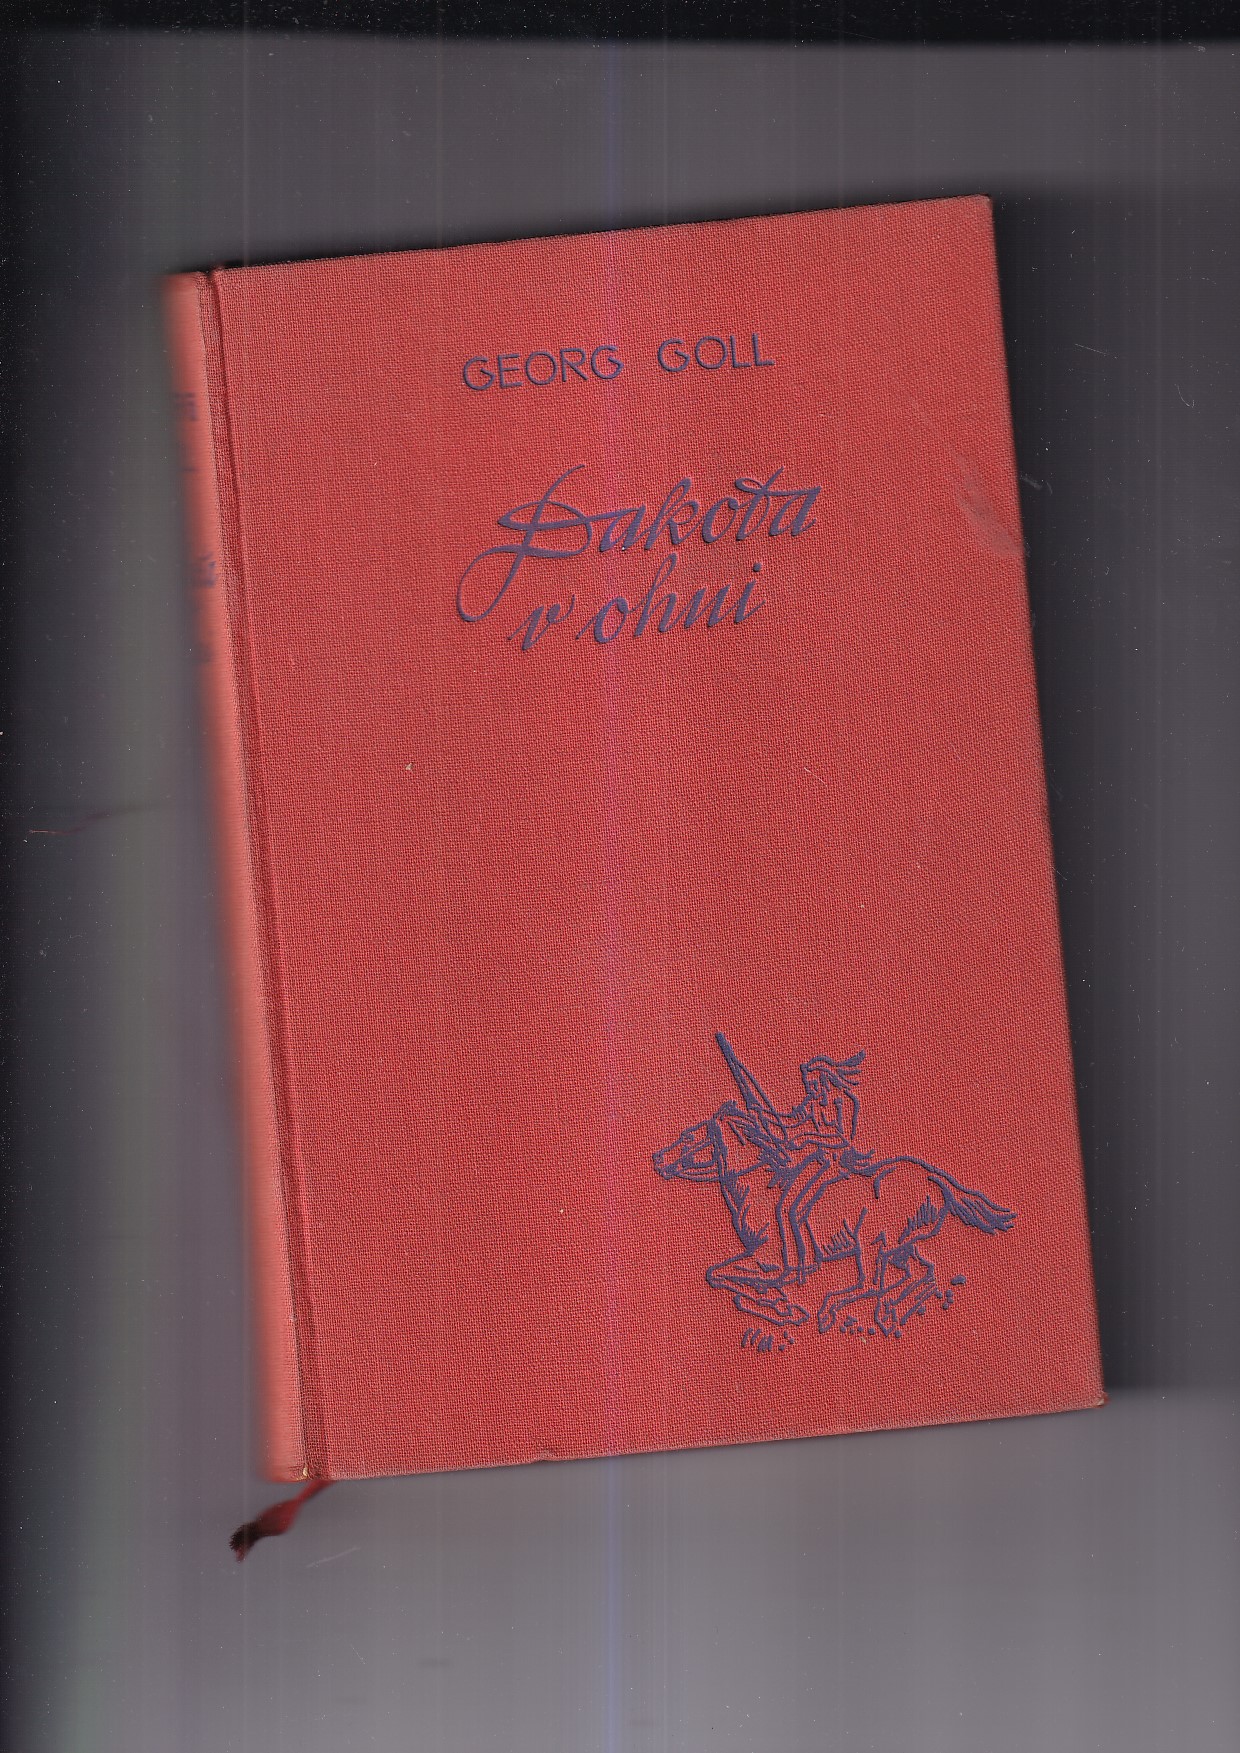 GEORG GOLL
Dakota
v ohni